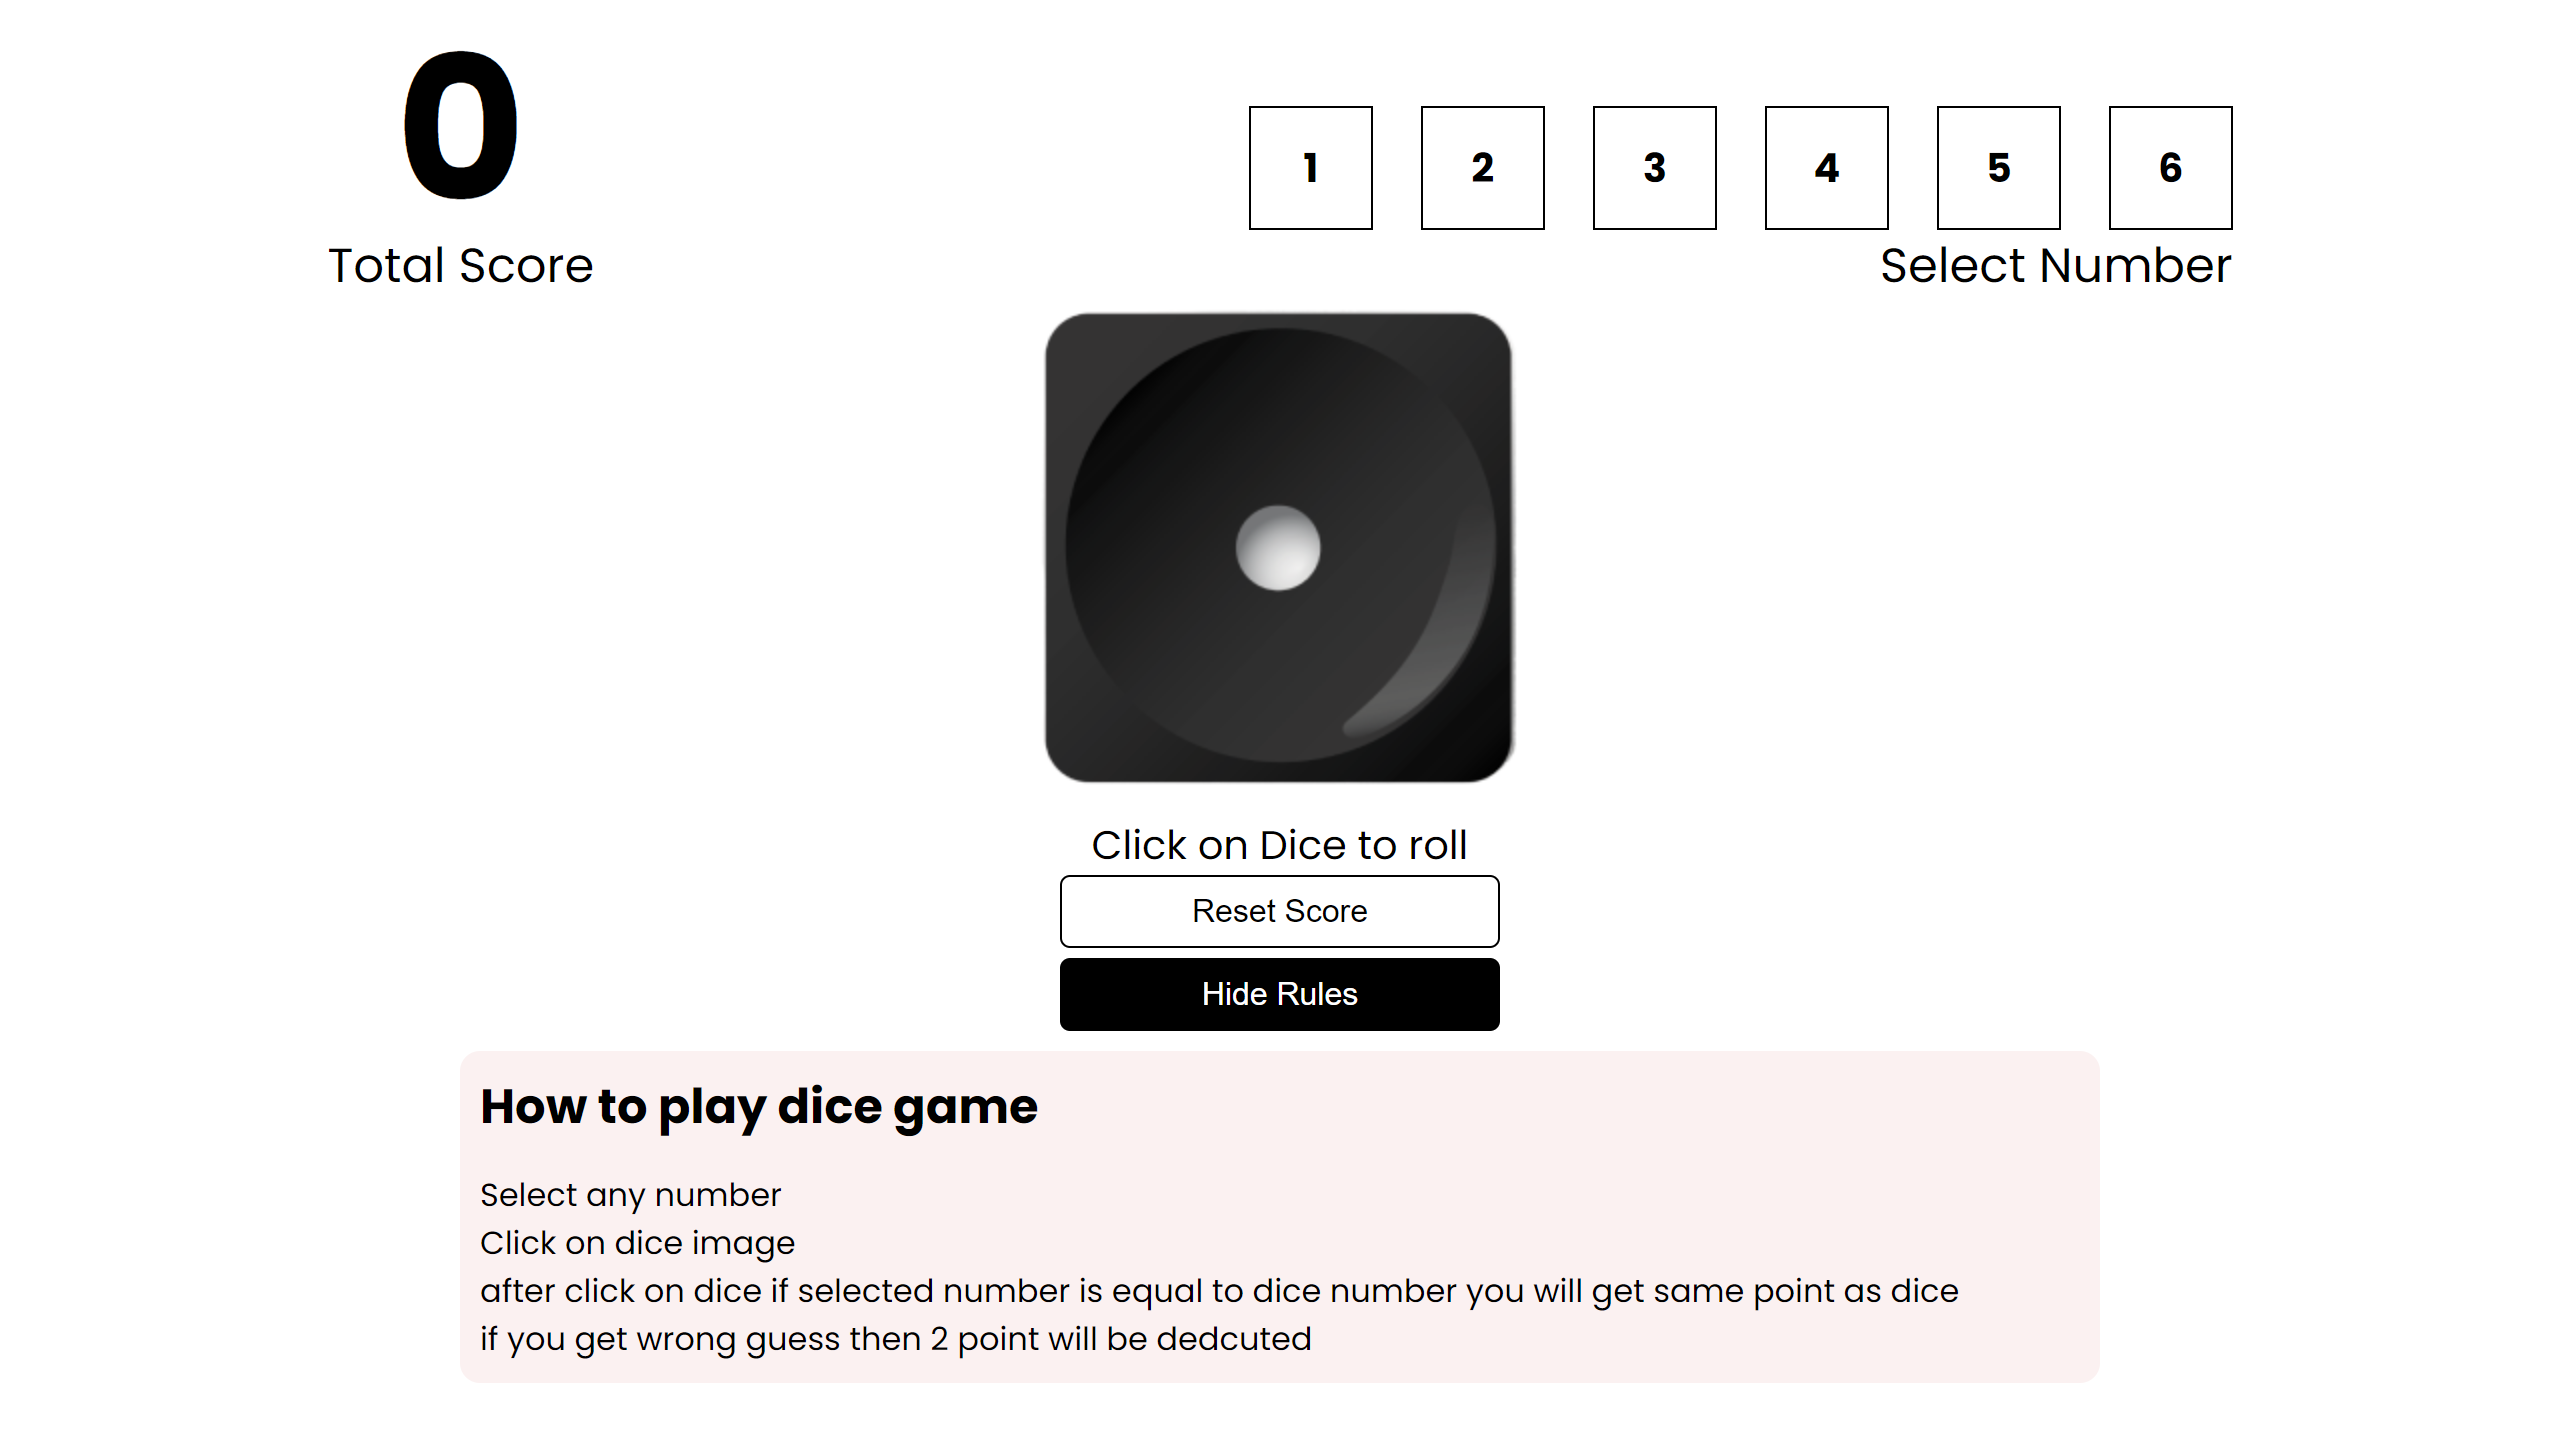 0
Total Score
1 2 3 4 5 6
Select Number
Click on Dice to roll
Reset Score
Hide Rules
How to play dice game
Select any number
Click on dice image
after click on dice if selected number is equal to dice number you will get same point as dice
if you get wrong guess then 2 point will be dedcuted